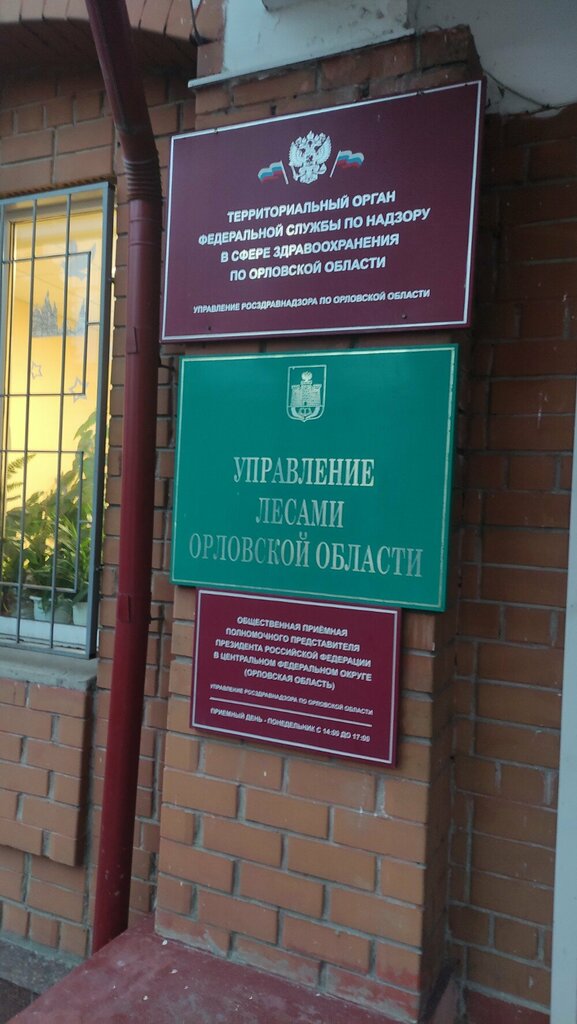 ТЕРРИТОРИАЛЬНЫЙ ОРГАН
ФЕДЕРАЛЬНОЙ СЛУЖБЫ ПО НАДЗОРУ
В СФЕРЕ ЗДРАВООХРАНЕНИЯ
ПО ОРЛОВСКОЙ ОБЛАСТИ
УПРАВЛЕНИЕ РОСЗДРАВНАДЗОРА ПО ОРЛОВСКОЙ ОБЛАСТИ
УПРАВЛЕНИЕ
ЛЕСАМИ
ОРЛОВСКОЙ ОБЛАСТИ
ОБЩЕСТВЕННАЯ ПРИЁМНАЯ
ПОЛНОМОЧНОГО ПРЕДСТАВИТЕЛЯ
ПРЕЗИДЕНТА РОССИЙСКОЙ ФЕДЕРАЦИИ
В ЦЕНТРАЛЬНОМ ФЕДЕРАЛЬНОМ ОКРУГЕ
(ОРЛОВСКАЯ ОБЛАСТЬ)
УПРАВЛЕНИЕ РОСЗДРАВНАДЗОРА ПО ОРЛОВСКОЙ ОБЛАСТИ
ПРИЕМНЫЙ ДЕНЬ - ПОНЕДЕЛЬНИК С 14:00 ДО 17:00